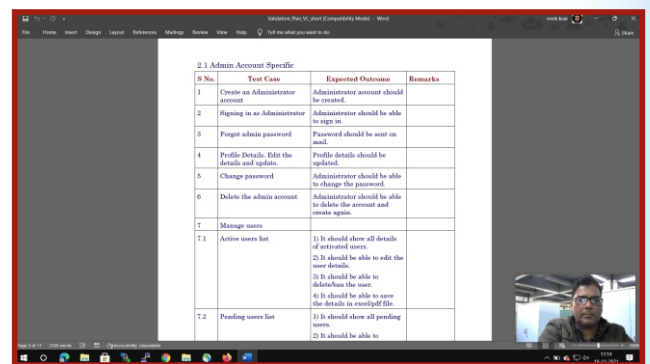 Validation_Plan_VC_short [Compatibility Mode] - Word
File Home Insert Design Layout References Mailings Review View Help Tell me what you want to do
Share
2.1 Admin Account Specific
S No. Test Case Expected Outcome Remarks
1 Create an Administrator Administrator account should
account be created.
2 Signing in as Administrator Administrator should be able
to sign in.
3 Forgot admin password Password should be sent on
mail.
4 Profile Details. Edit the Profile details should be
details and update. updated.
5 Change password Administrator should be able
to change the password.
6 Delete the admin account Administrator should be able
to delete the account and
create again.
7 Manage users
7.1 Active users list 1) It should show all details
of activated users.
2) It should be able to edit the
user details.
3) It should be able to
delete/ban the user.
4) It should be able to save
the details in excel/pdf file.
7.2 Pending users list 1) It should show all pending
users.
2) It should be able to